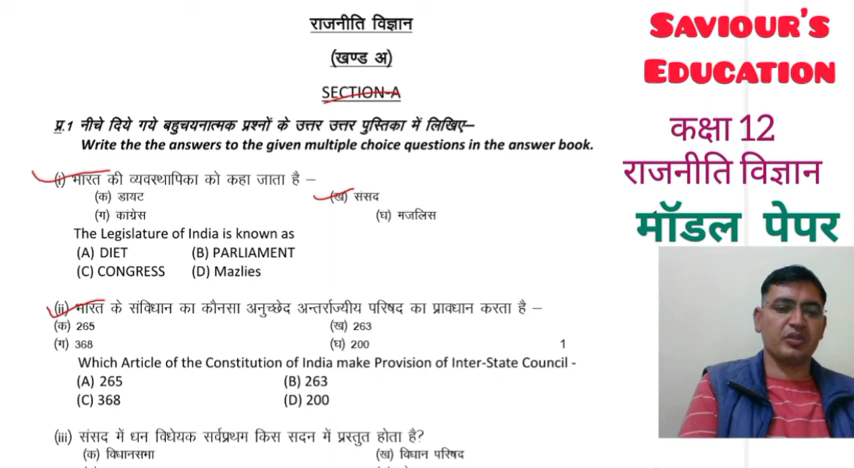 राजनीति विज्ञान
(खण्ड अ)
SECTION-A
प्र.1 नीचे दिये गये बहुचयनात्मक प्रश्नों के उत्तर उत्तर पुस्तिका में लिखिए–
Write the the answers to the given multiple choice questions in the answer book.
(i) भारत की व्यवस्थापिका को कहा जाता है –
(क) डायट (ख) संसद
(ग) कांग्रेस (घ) मजलिस
The Legislature of India is known as
(A) DIET (B) PARLIAMENT
(C) CONGRESS (D) Mazlies
(ii) भारत के संविधान का कौनसा अनुच्छेद अन्तर्राज्यीय परिषद का प्रावधान करता है –
(क) 265 (ख) 263
(ग) 368 (घ) 200 1
Which Article of the Constitution of India make Provision of Inter-State Council -
(A) 265 (B) 263
(C) 368 (D) 200
(iii) संसद में धन विधेयक सर्वप्रथम किस सदन में प्रस्तुत होता है?
(क) विधानसभा (ख) विधान परिषद
SAVIOUR'S
EDUCATION
कक्षा 12
राजनीति विज्ञान
मॉडल पेपर